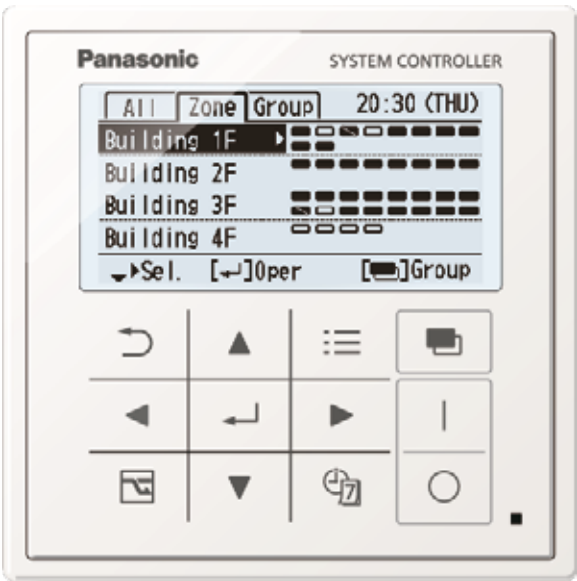 Panasonic SYSTEM CONTROLLER
All Zone Group 20:30 (THU)
Building 1F
Building 2F
Building 3F
Building 4F
Sel. [↵]Oper [ ]Group
7